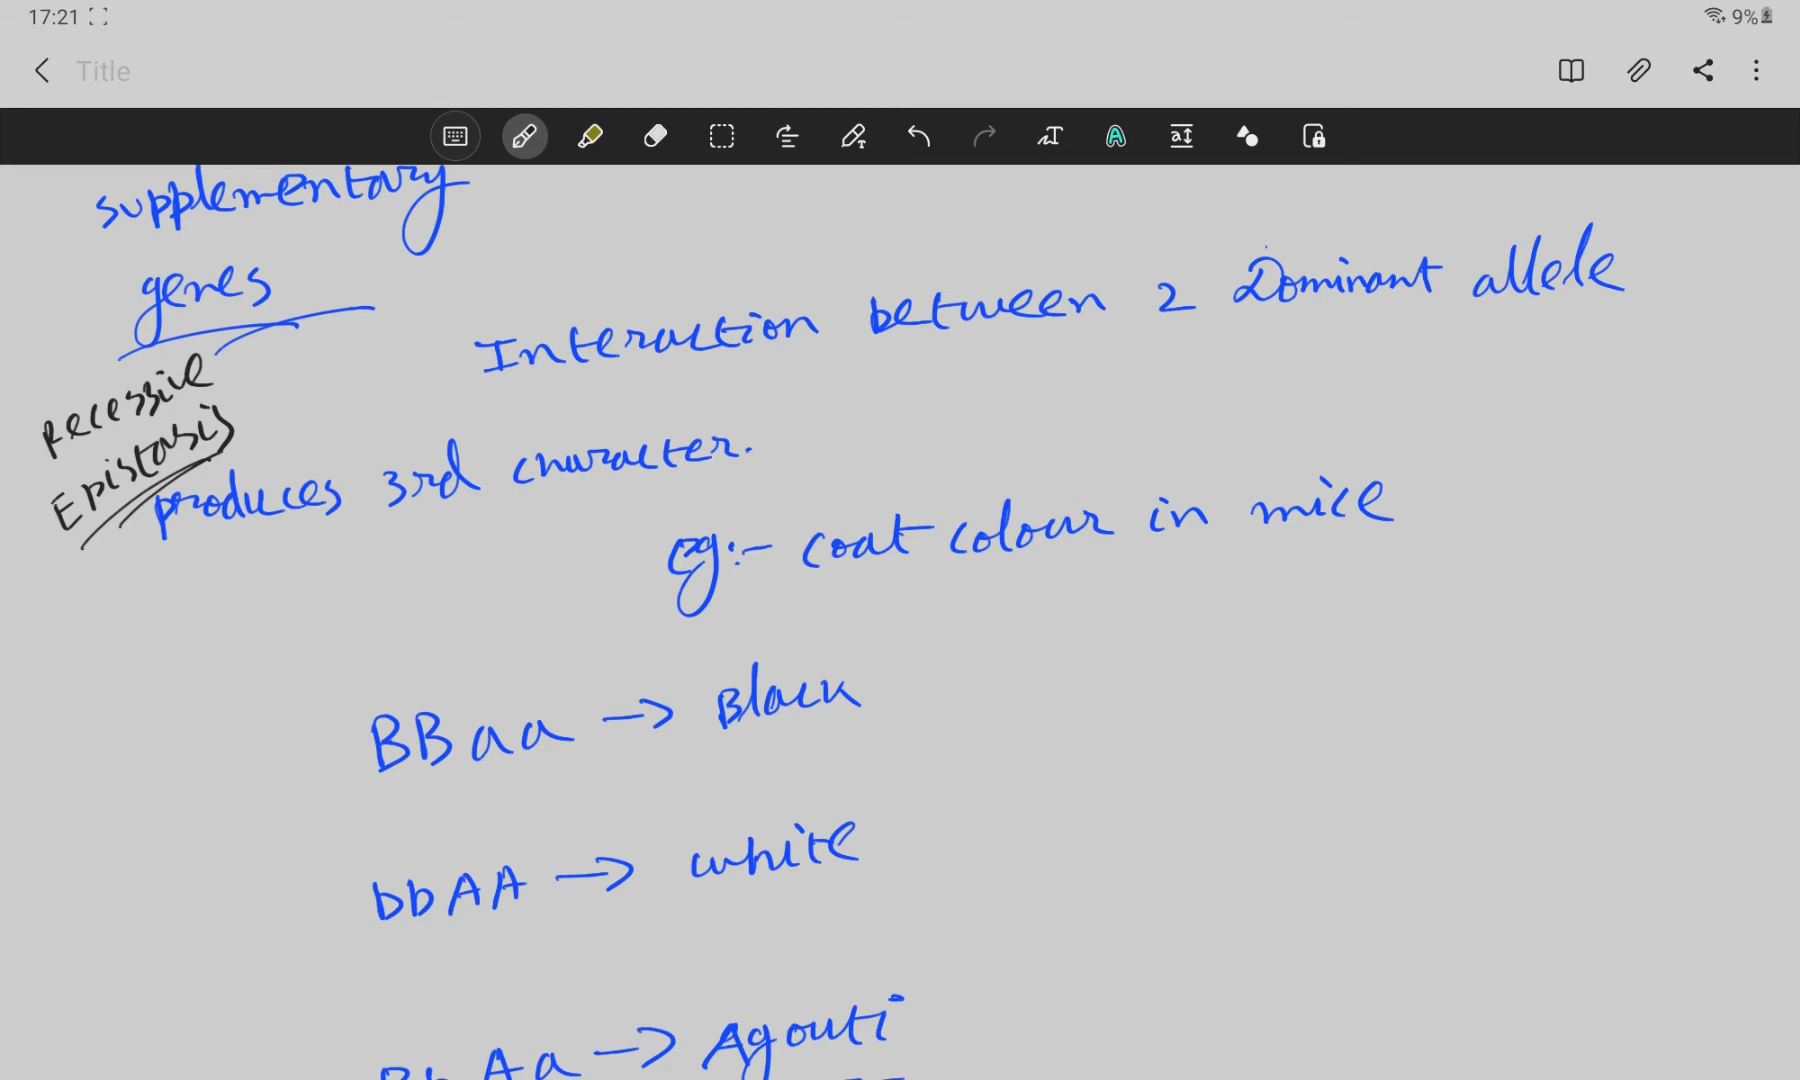 17:21
9%
Title
supplementary
genes
Interaction between 2 Dominant allele
Recessive
Epistasis
produces 3rd character.
eg:- coat colour in mice
BBaa → Black
bbAA → white
BbAa → Agouti